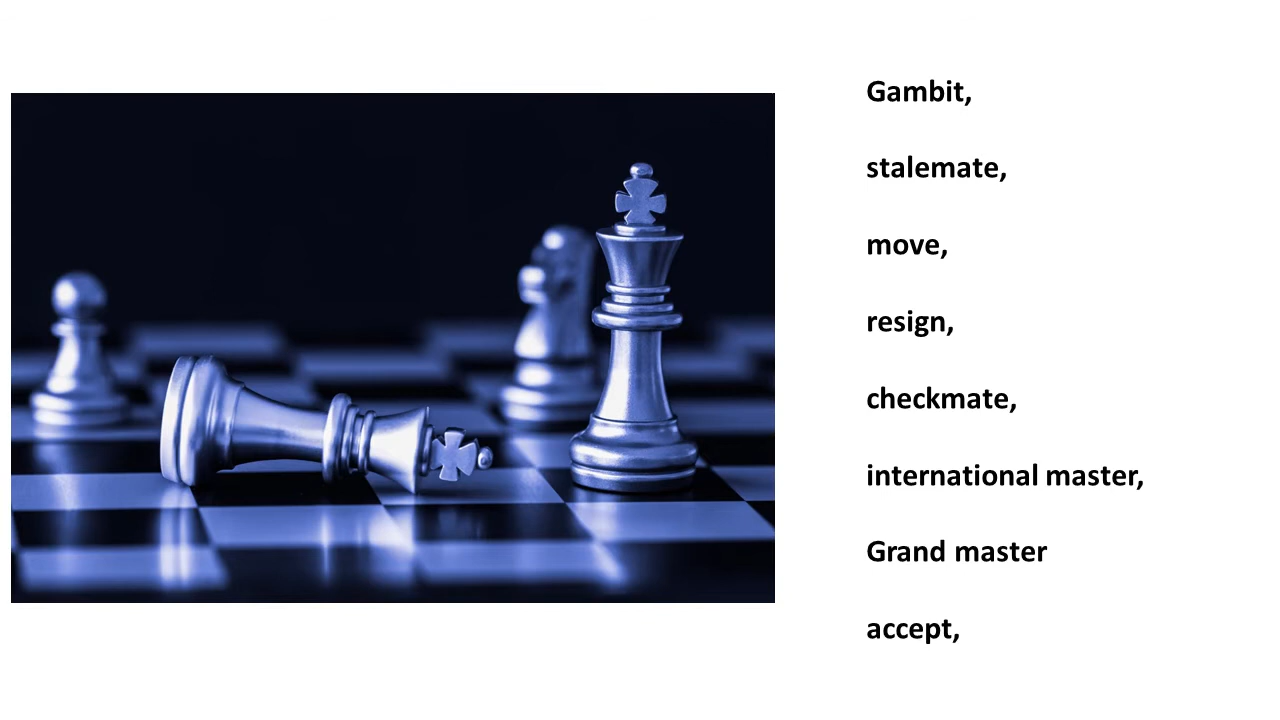 Gambit,
stalemate,
move,
resign,
checkmate,
international master,
Grand master
accept,